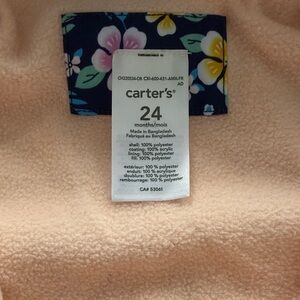 carter's®
24
months/mois
Made in Bangladesh
Fabriqué au Bangladesh
shell: 100% polyester
coating: 100% acrylic
lining: 100% polyester
fill: 100% polyester
extérieur: 100% polyester
enduit: 100% acrylique
doublure: 100% polyester
rembourrage: 100% polyester
CA# 53061